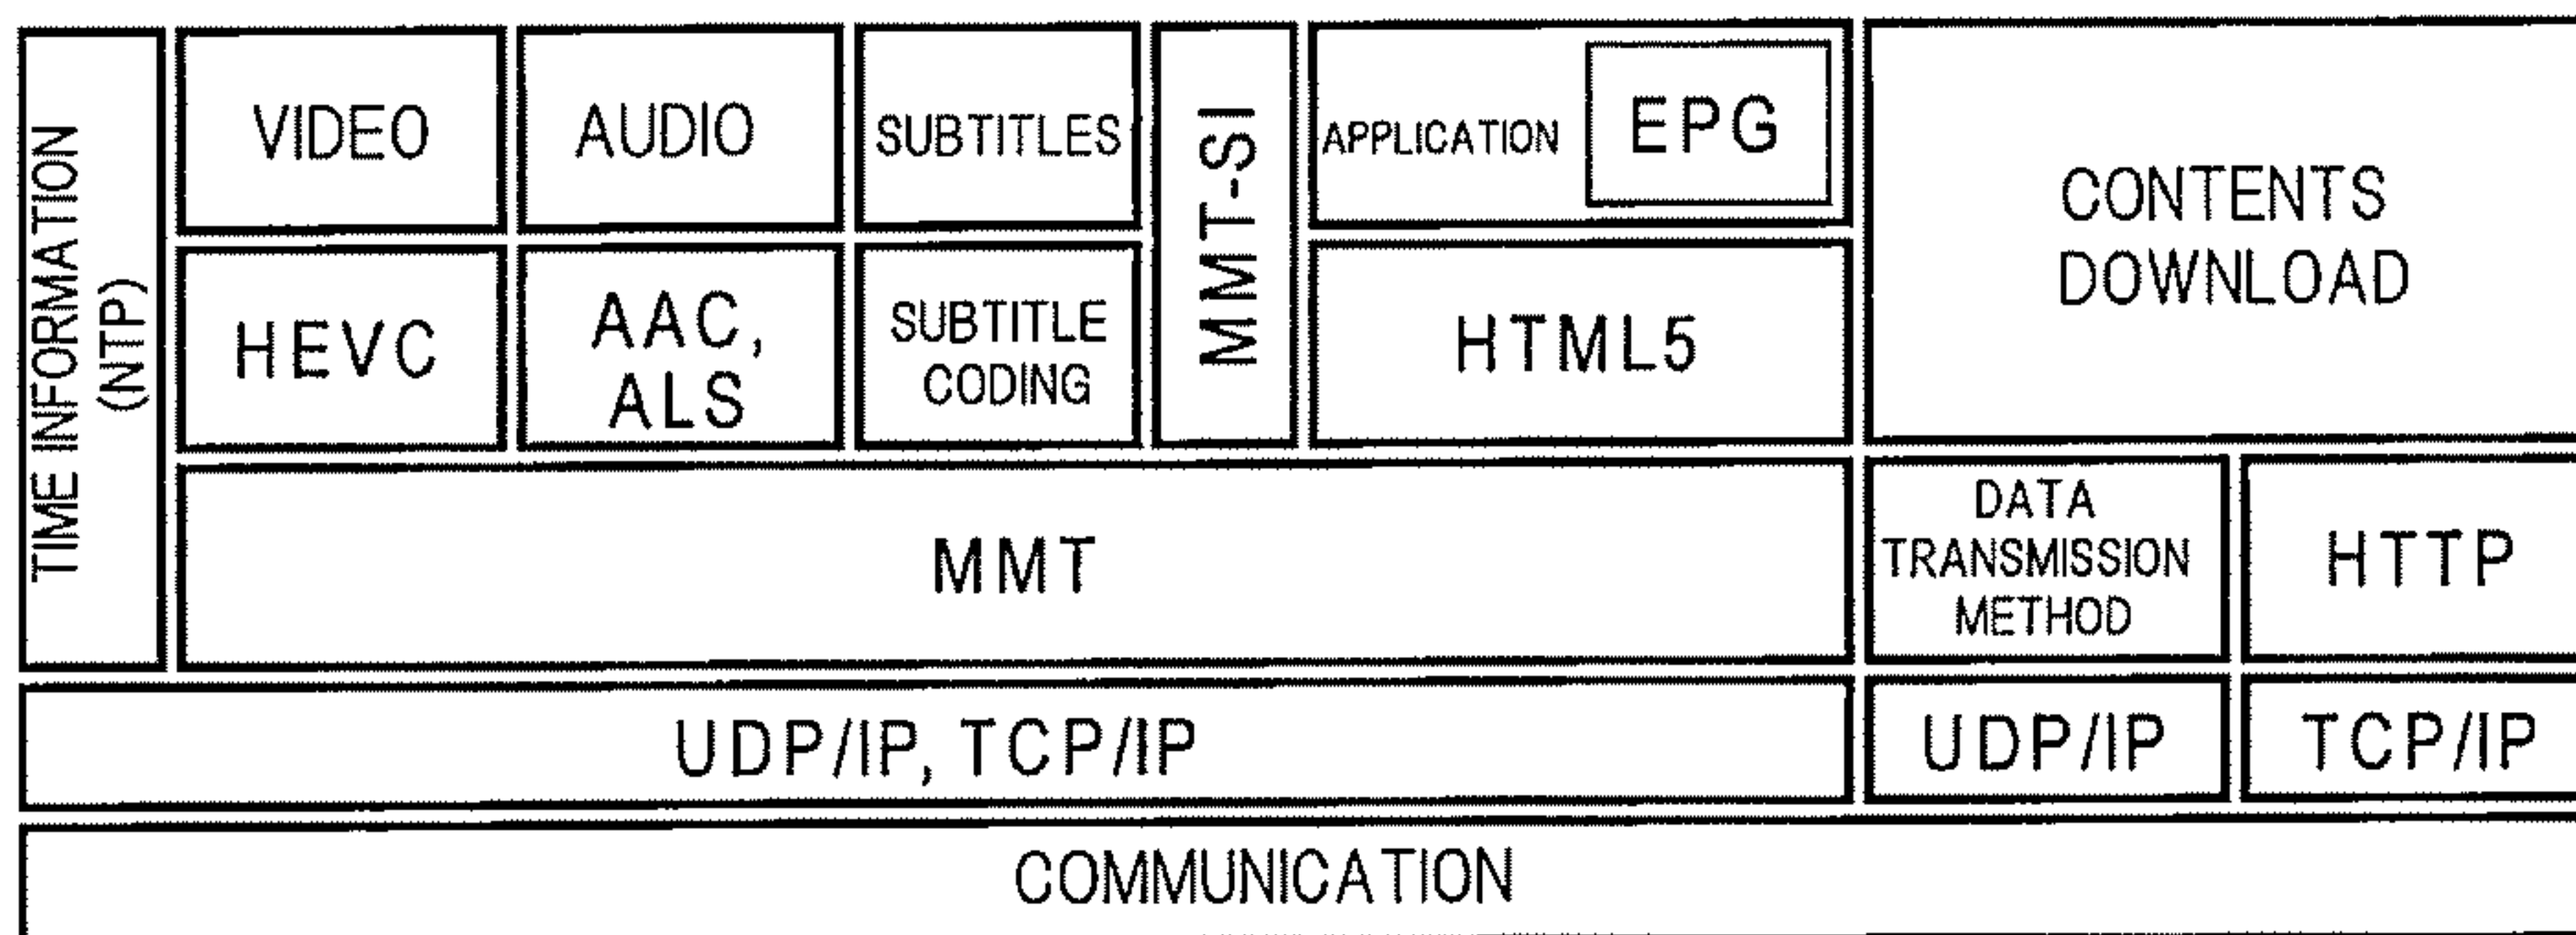 TIME INFORMATION
(NTP)
VIDEO
AUDIO
SUBTITLES
MMT-SI
APPLICATION
EPG
CONTENTS
DOWNLOAD
HEVC
AAC,
ALS
SUBTITLE
CODING
HTML5
MMT
DATA
TRANSMISSION
METHOD
HTTP
UDP/IP, TCP/IP
UDP/IP
TCP/IP
COMMUNICATION